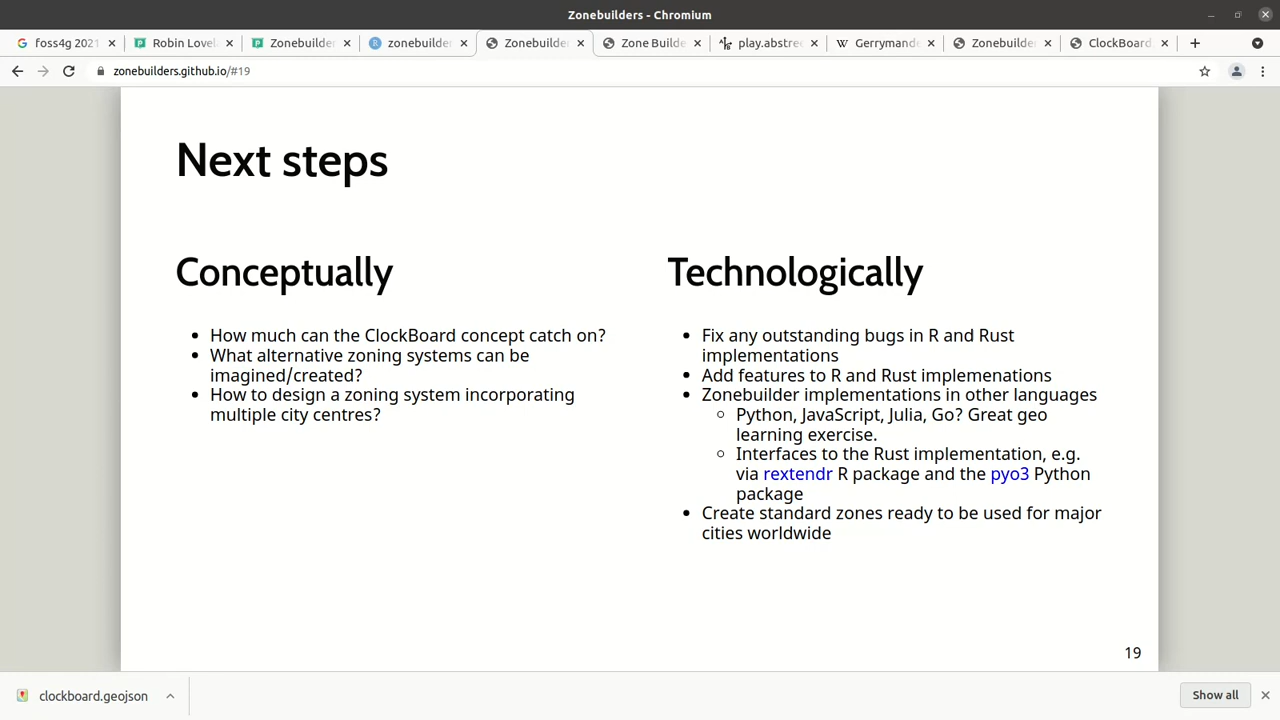 Zonebuilders - Chromium
foss4g 2021
Robin Lovel
Zonebuilder
zonebuilder
Zonebuilde
Zone Builde
play.abstre
Gerrymande
Zonebuilde
ClockBoard
zonebuilders.github.io/#19
Next steps
Conceptually
How much can the ClockBoard concept catch on?
What alternative zoning systems can be
imagined/created?
How to design a zoning system incorporating
multiple city centres?
Technologically
Fix any outstanding bugs in R and Rust
implementations
Add features to R and Rust implemenations
Zonebuilder implementations in other languages
Python, JavaScript, Julia, Go? Great geo
learning exercise.
Interfaces to the Rust implementation, e.g.
via rextendr R package and the pyo3 Python
package
Create standard zones ready to be used for major
cities worldwide
19
clockboard.geojson
Show all